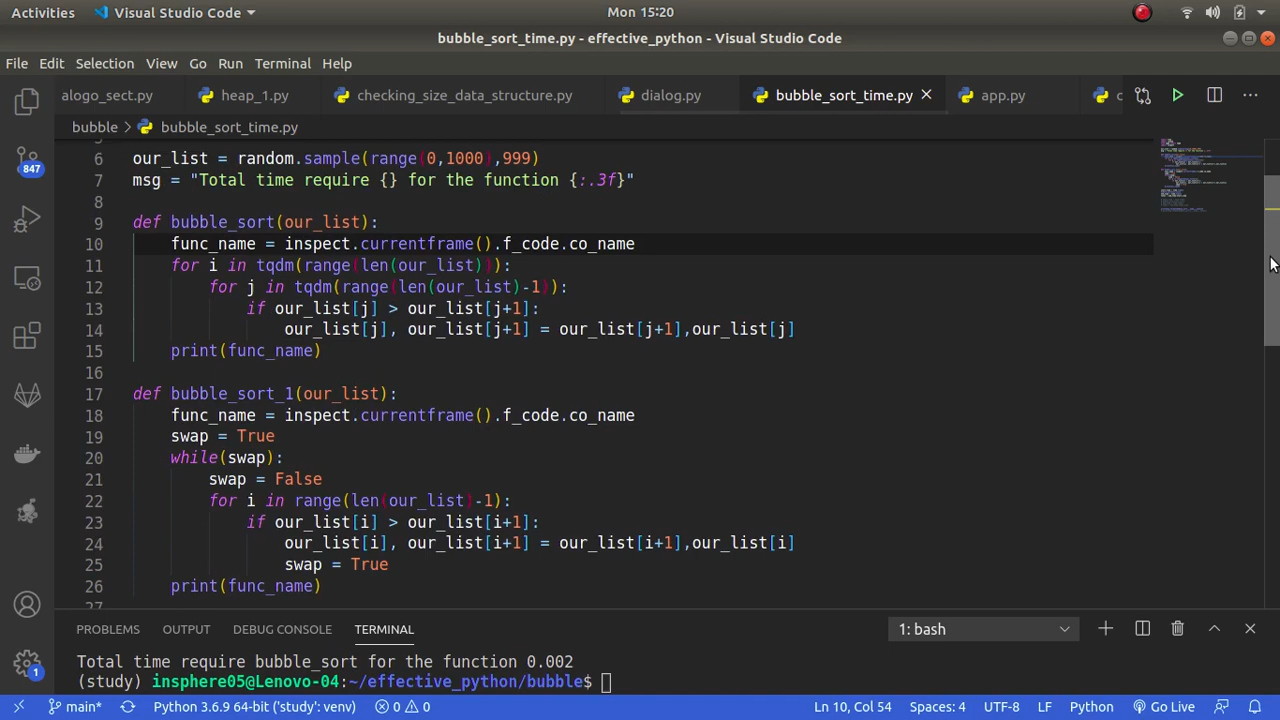 Activities Visual Studio Code Mon 15:20
bubble_sort_time.py - effective_python - Visual Studio Code
File Edit Selection View Go Run Terminal Help
alogo_sect.py heap_1.py checking_size_data_structure.py dialog.py bubble_sort_time.py app.py c
bubble > bubble_sort_time.py
5
6 our_list = random.sample(range(0,1000),999)
7 msg = "Total time require {} for the function {:.3f}"
8
9 def bubble_sort(our_list):
10 func_name = inspect.currentframe().f_code.co_name
11 for i in tqdm(range(len(our_list))):
12 for j in tqdm(range(len(our_list)-1)):
13 if our_list[j] > our_list[j+1]:
14 our_list[j], our_list[j+1] = our_list[j+1],our_list[j]
15 print(func_name)
16
17 def bubble_sort_1(our_list):
18 func_name = inspect.currentframe().f_code.co_name
19 swap = True
20 while(swap):
21 swap = False
22 for i in range(len(our_list)-1):
23 if our_list[i] > our_list[i+1]:
24 our_list[i], our_list[i+1] = our_list[i+1],our_list[i]
25 swap = True
26 print(func_name)
27
847
1
PROBLEMS OUTPUT DEBUG CONSOLE TERMINAL 1: bash
Total time require bubble_sort for the function 0.002
(study) insphere05@Lenovo-04:~/effective_python/bubble$
main* Python 3.6.9 64-bit ('study': venv) 0 0 Ln 10, Col 54 Spaces: 4 UTF-8 LF Python Go Live